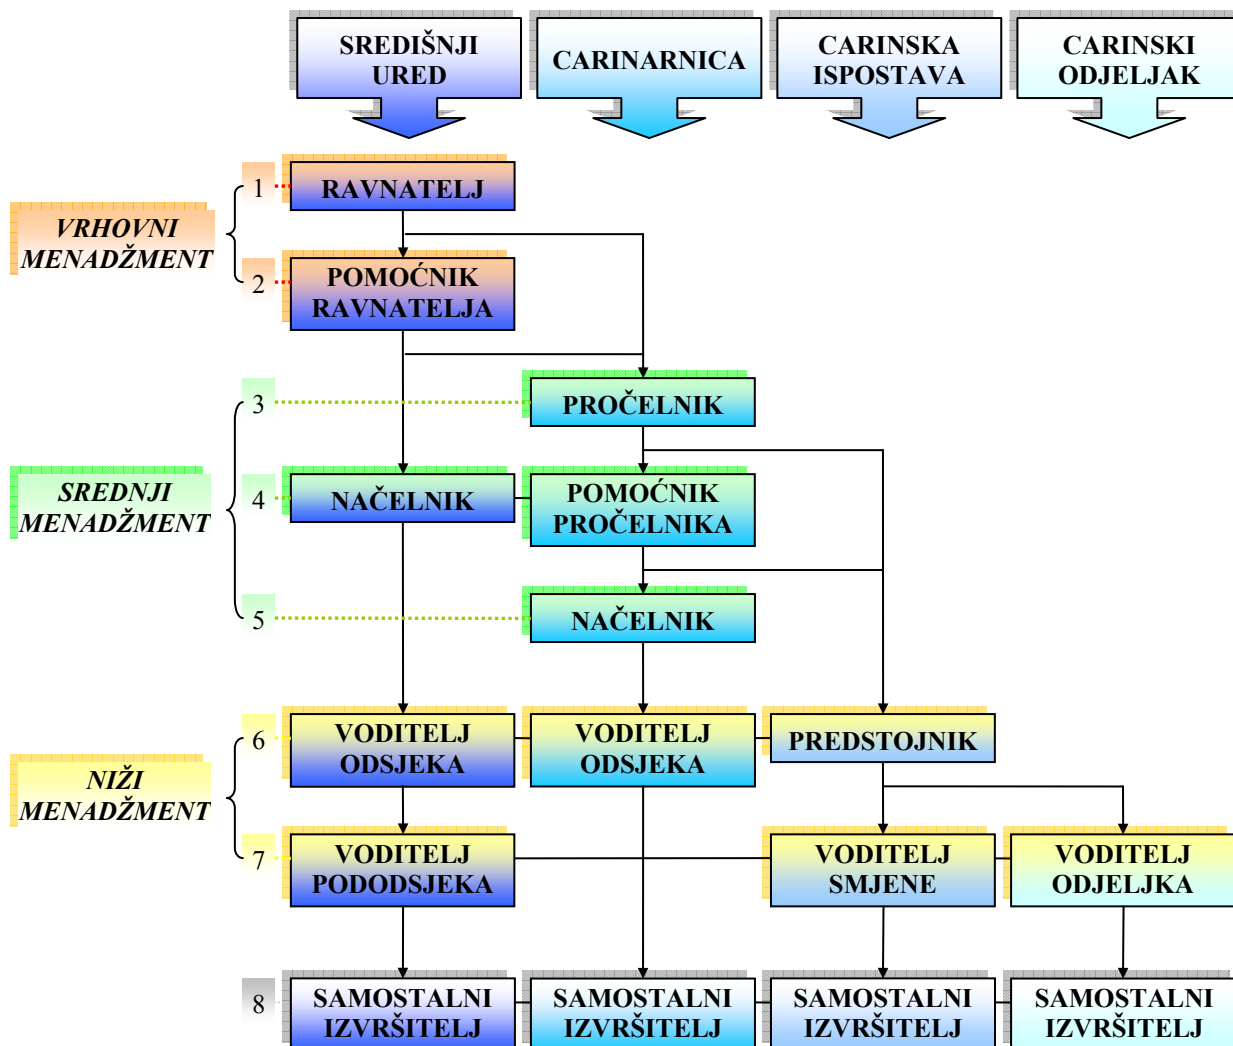 SREDIŠNJI
URED
CARINARNICA
CARINSKA
ISPOSTAVA
CARINSKI
ODJELJAK
1
RAVNATELJ
VRHOVNI
MENADŽMENT
2
POMOĆNIK
RAVNATELJA
3
PROČELNIK
SREDNJI
MENADŽMENT
4
NAČELNIK
POMOĆNIK
PROČELNIKA
5
NAČELNIK
6
VODITELJ
ODSJEKA
VODITELJ
ODSJEKA
PREDSTOJNIK
NIŽI
MENADŽMENT
7
VODITELJ
PODODSJEKA
VODITELJ
SMJENE
VODITELJ
ODJELJKA
8
SAMOSTALNI
IZVRŠITELJ
SAMOSTALNI
IZVRŠITELJ
SAMOSTALNI
IZVRŠITELJ
SAMOSTALNI
IZVRŠITELJ